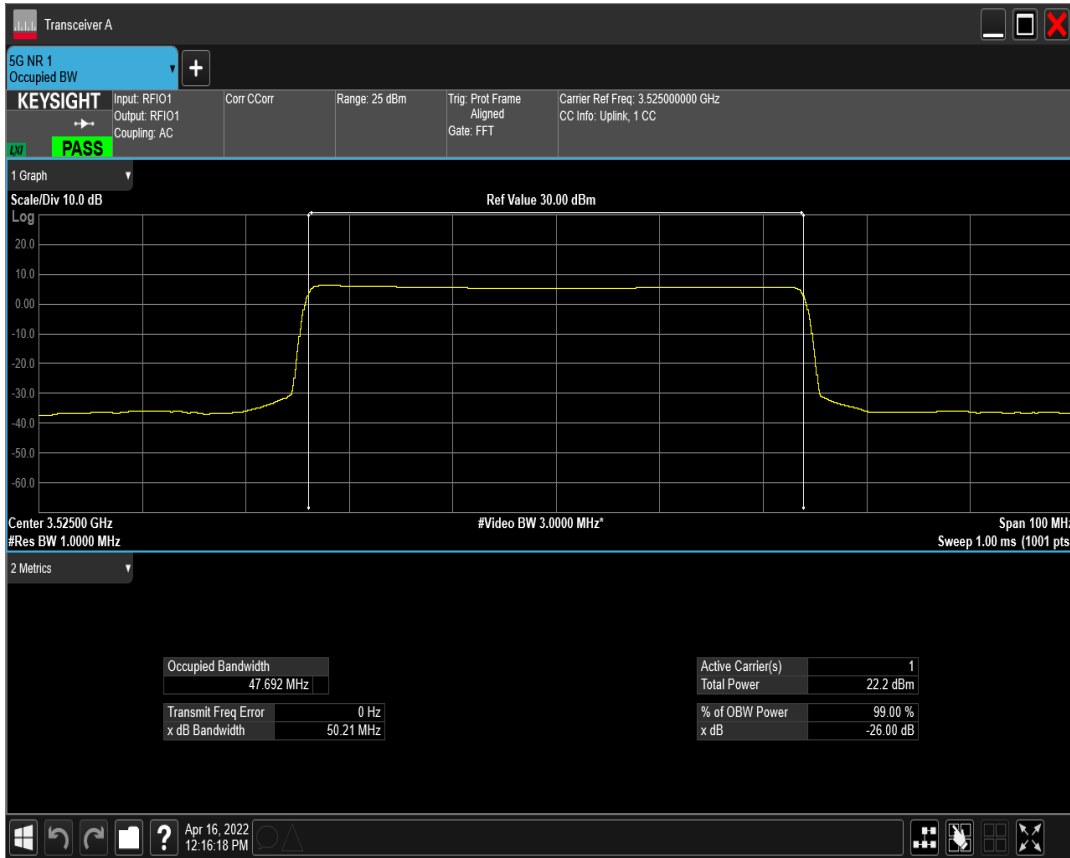 Transceiver A
5G NR 1
Occupied BW
+
KEYSIGHT
Input: RFIO1
Output: RFIO1
Coupling: AC
Corr CCorr
Range: 25 dBm
Trig: Prot Frame
Aligned
Gate: FFT
Carrier Ref Freq: 3.525000000 GHz
CC Info: Uplink, 1 CC
LXI
PASS
1 Graph
Scale/Div 10.0 dB
Ref Value 30.00 dBm
Log
20.0
10.0
0.00
-10.0
-20.0
-30.0
-40.0
-50.0
-60.0
Center 3.52500 GHz
#Video BW 3.0000 MHz*
Span 100 MHz
#Res BW 1.0000 MHz
Sweep 1.00 ms (1001 pts
2 Metrics
Occupied Bandwidth
47.692 MHz
Transmit Freq Error 0 Hz
x dB Bandwidth 50.21 MHz
Active Carrier(s) 1
Total Power 22.2 dBm
% of OBW Power 99.00 %
x dB -26.00 dB
?
Apr 16, 2022
12:16:18 PM